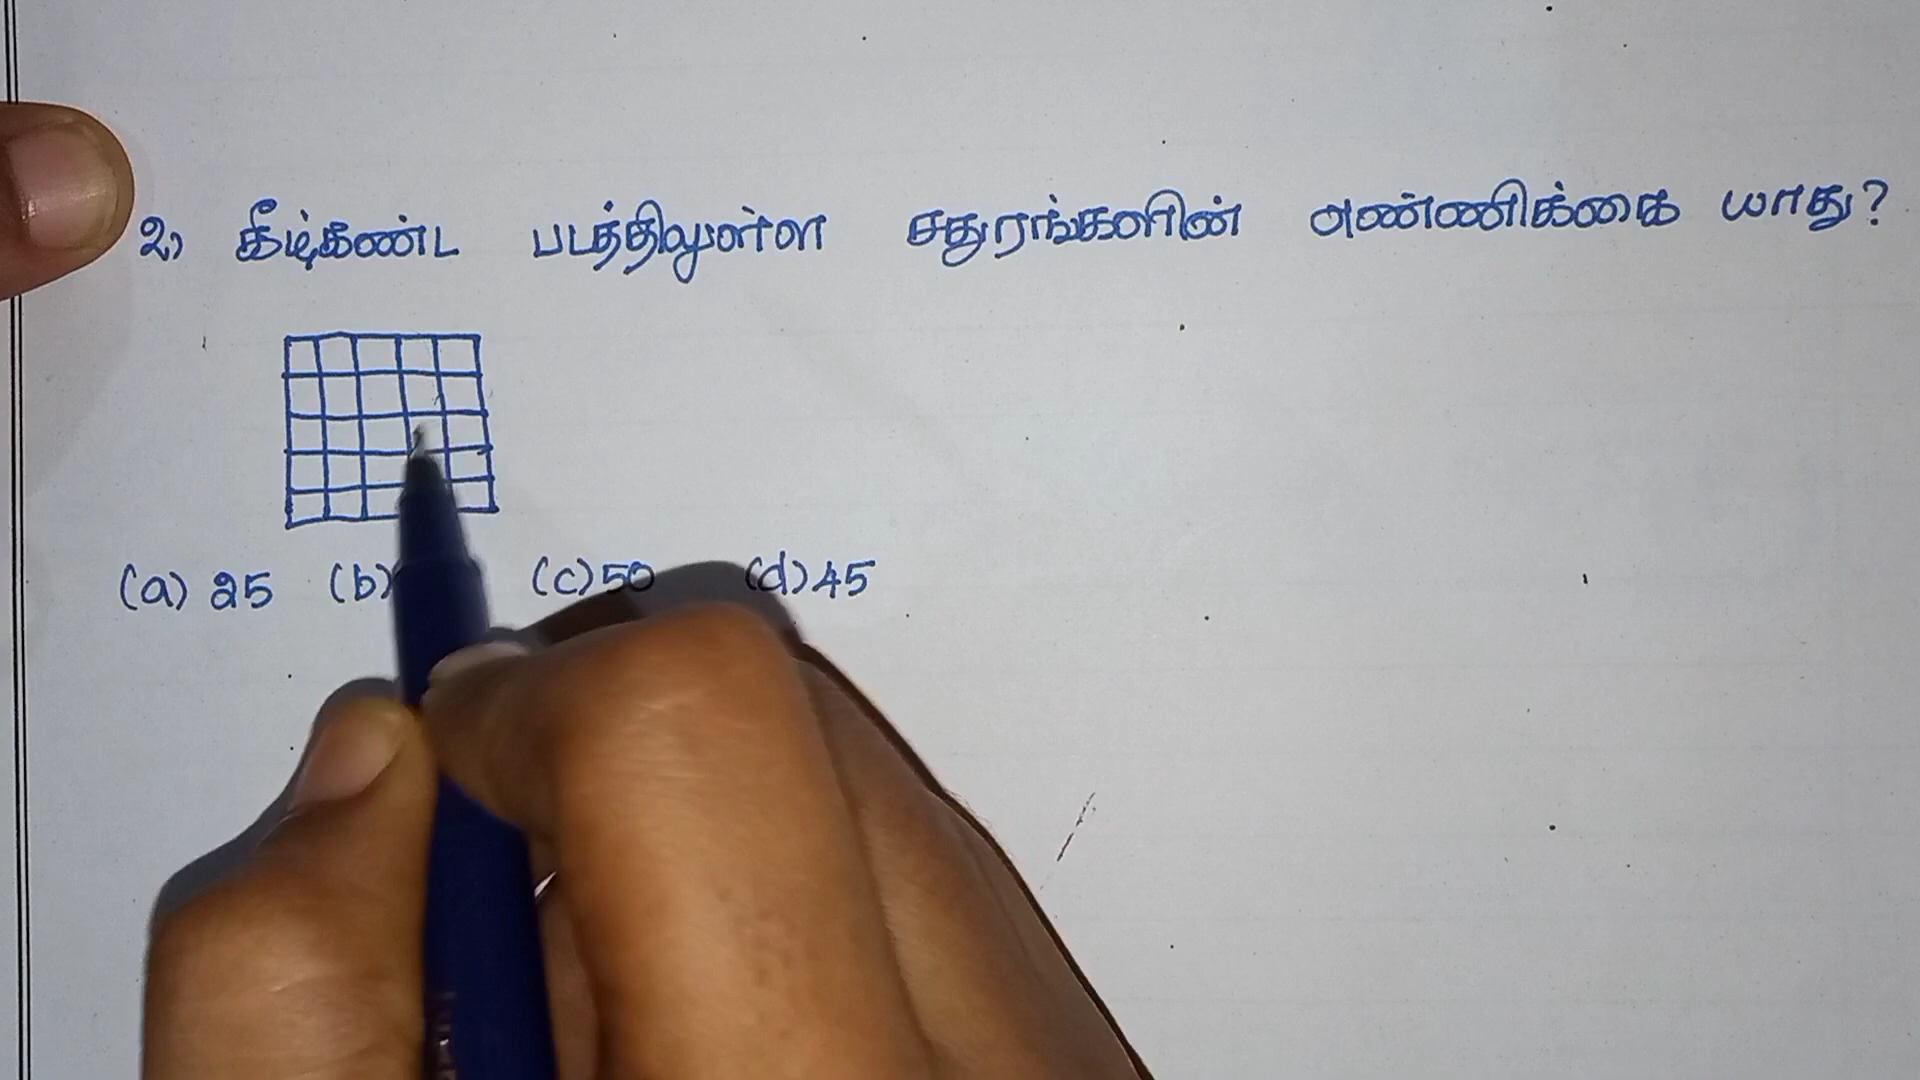 2) கீழ்கண்ட படத்திலுள்ள சதுரங்களின் எண்ணிக்கை யாது?
(a) 25 (b) (c) 50 (d) 45